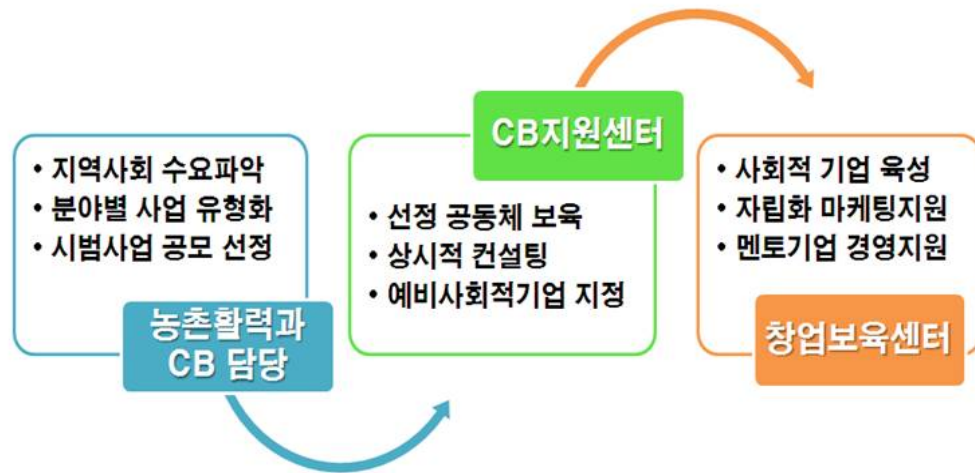 • 지역사회 수요파악
• 분야별 사업 유형화
• 시범사업 공모 선정
농촌활력과
CB 담당
CB지원센터
• 선정 공동체 보육
• 상시적 컨설팅
• 예비사회적기업 지정
• 사회적 기업 육성
• 자립화 마케팅지원
• 멘토기업 경영지원
창업보육센터